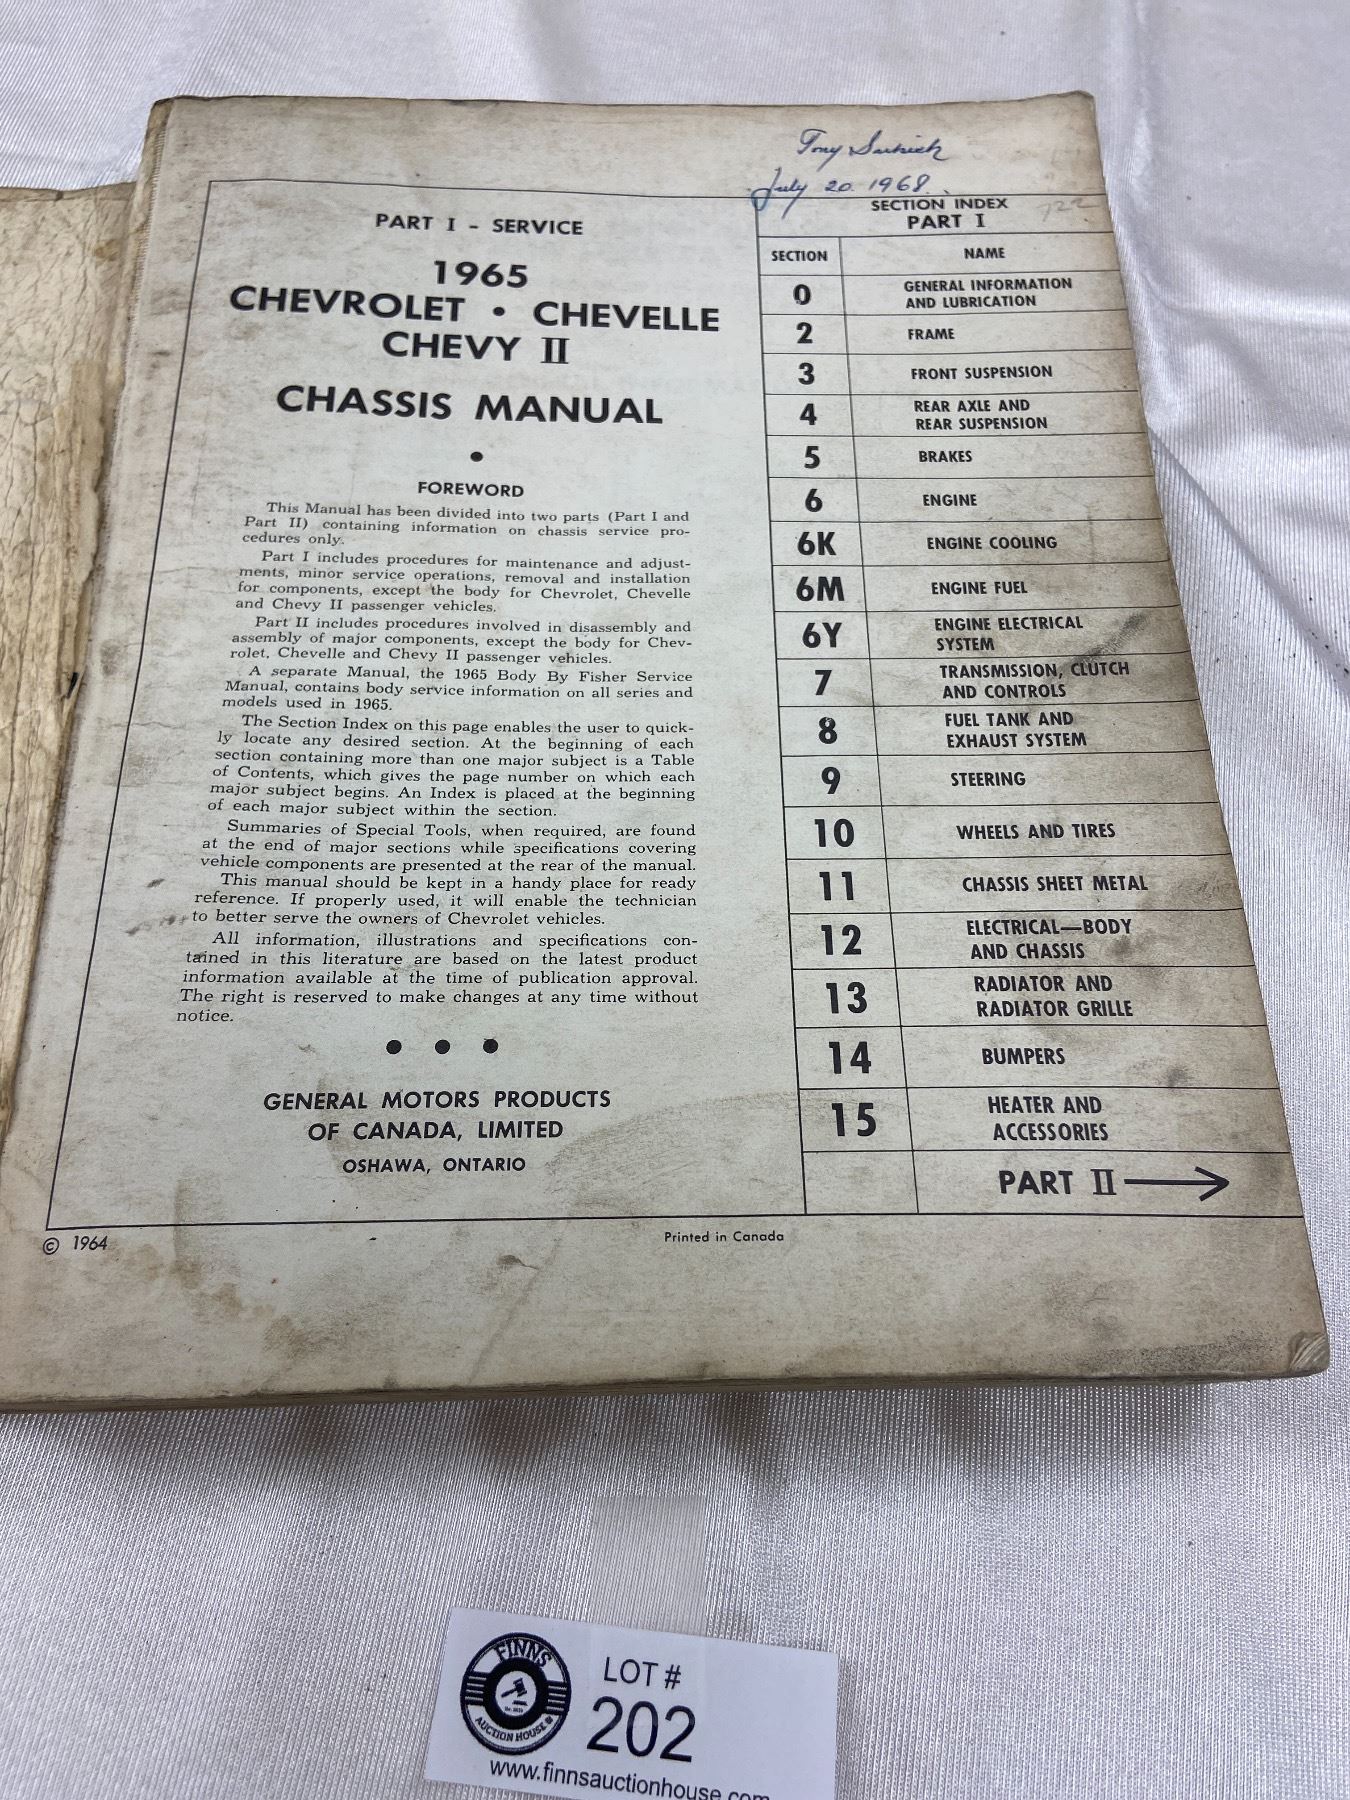 Tony
July 20 1968.
PART I - SERVICE
1965
CHEVROLET • CHEVELLE
CHEVY II
CHASSIS MANUAL
•
FOREWORD
This Manual has been divided into two parts (Part I and
Part II) containing information on chassis service pro-
cedures only.
Part I includes procedures for maintenance and adjust-
ments, minor service operations, removal and installation
for components, except the body for Chevrolet, Chevelle
and Chevy II passenger vehicles.
Part II includes procedures involved in disassembly and
assembly of major components, except the body for Chev-
rolet, Chevelle and Chevy II passenger vehicles.
A separate Manual, the 1965 Body By Fisher Service
Manual, contains body service information on all series and
models used in 1965.
The Section Index on this page enables the user to quick-
ly locate any desired section. At the beginning of each
section containing more than one major subject is a Table
of Contents, which gives the page number on which each
major subject begins. An Index is placed at the beginning
of each major subject within the section.
Summaries of Special Tools, when required, are found
at the end of major sections while specifications covering
vehicle components are presented at the rear of the manual.
This manual should be kept in a handy place for ready
reference. If properly used, it will enable the technician
to better serve the owners of Chevrolet vehicles.
All information, illustrations and specifications con-
tained in this literature are based on the latest product
information available at the time of publication approval.
The right is reserved to make changes at any time without
notice.
• • •
GENERAL MOTORS PRODUCTS
OF CANADA, LIMITED
OSHAWA, ONTARIO
SECTION INDEX
PART I
SECTION NAME
0 GENERAL INFORMATION
AND LUBRICATION
2 FRAME
3 FRONT SUSPENSION
4 REAR AXLE AND
REAR SUSPENSION
5 BRAKES
6 ENGINE
6K ENGINE COOLING
6M ENGINE FUEL
6Y ENGINE ELECTRICAL
SYSTEM
7 TRANSMISSION, CLUTCH
AND CONTROLS
8 FUEL TANK AND
EXHAUST SYSTEM
9 STEERING
10 WHEELS AND TIRES
11 CHASSIS SHEET METAL
12 ELECTRICAL—BODY
AND CHASSIS
13 RADIATOR AND
RADIATOR GRILLE
14 BUMPERS
15 HEATER AND
ACCESSORIES
PART II
© 1964
Printed in Canada
FINNS
AUCTION HOUSE
LOT #
202
www.finnsauctionhouse.com